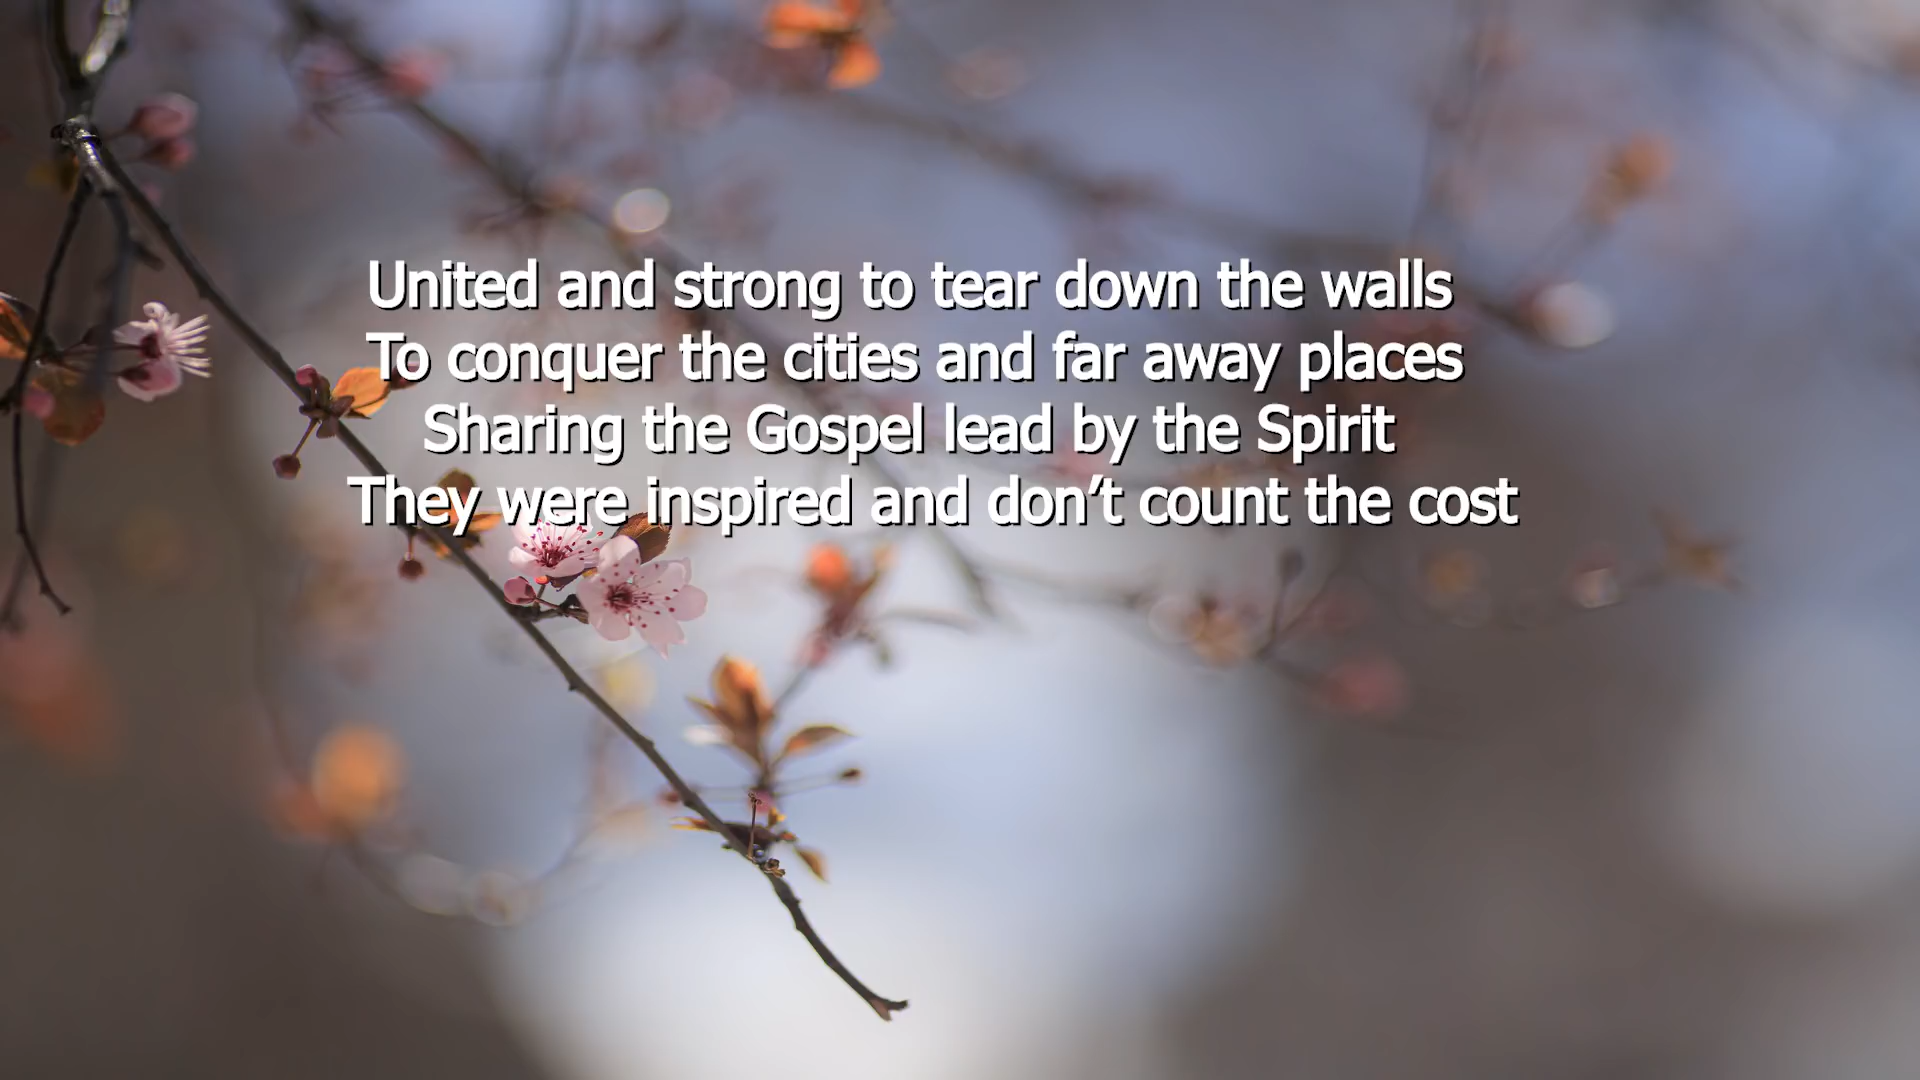 United and strong to tear down the walls
To conquer the cities and far away places
Sharing the Gospel lead by the Spirit
They were inspired and don’t count the cost